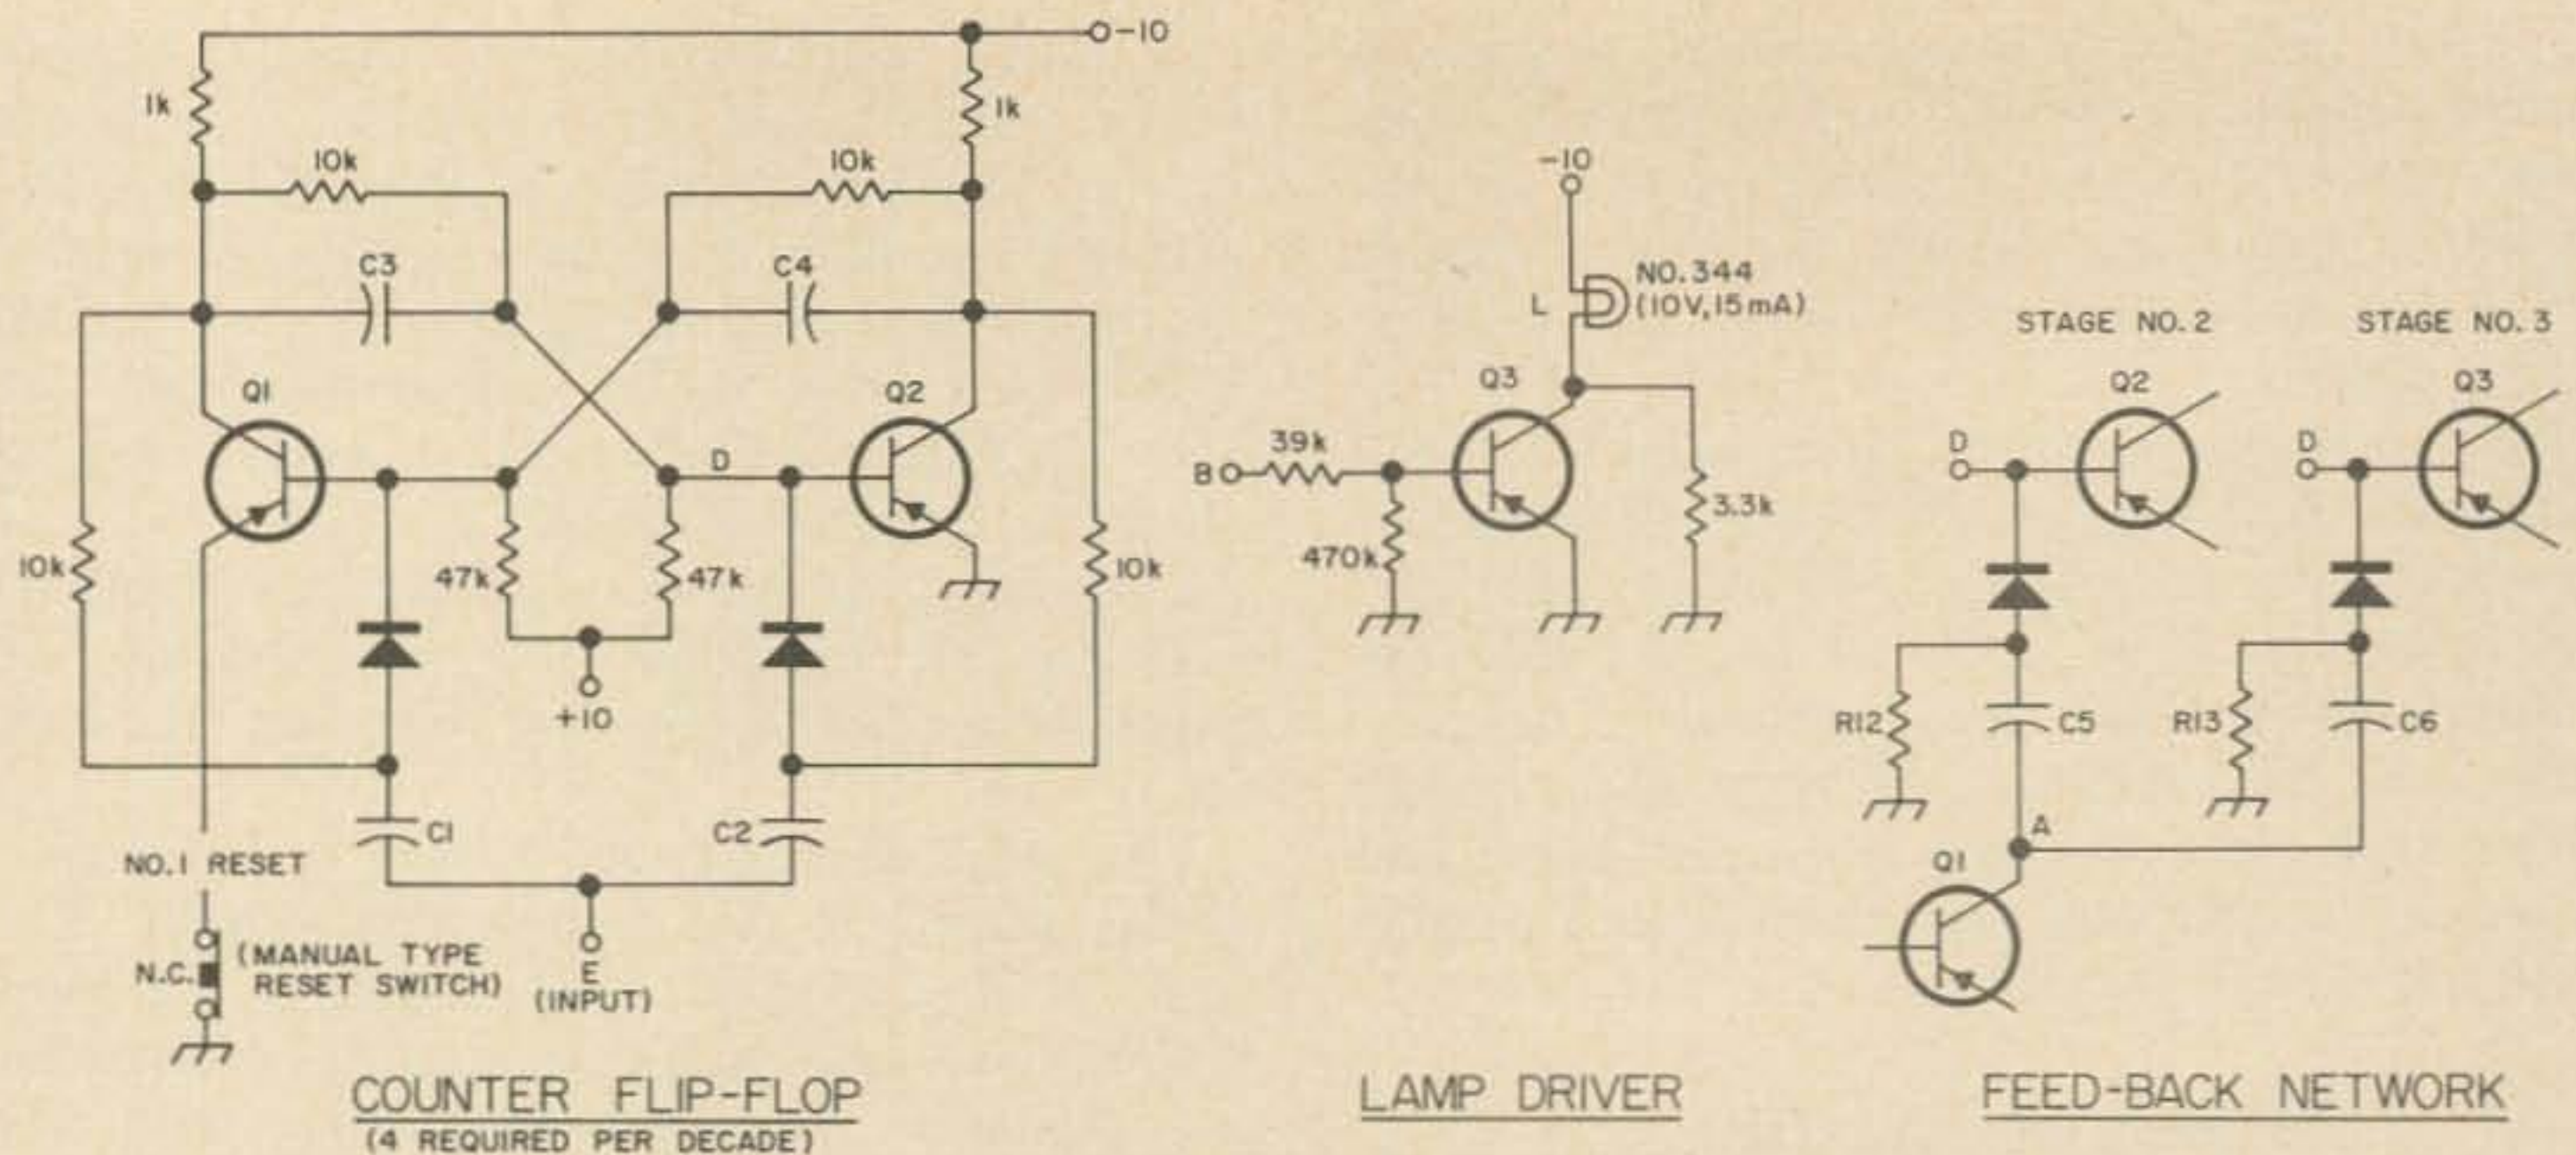 -10
1k
1k
10k
10k
C3
C4
Q1
Q2
D
10k
47k
47k
10k
+10
C1
C2
NO.1 RESET
N.C.
(MANUAL TYPE
RESET SWITCH)
E
(INPUT)
COUNTER FLIP-FLOP
(4 REQUIRED PER DECADE)
-10
L
NO.344
(10V,15mA)
Q3
B
39k
470k
3.3k
LAMP DRIVER
STAGE NO.2
STAGE NO.3
Q2
Q3
D
D
R12
C5
R13
C6
A
Q1
FEED-BACK NETWORK